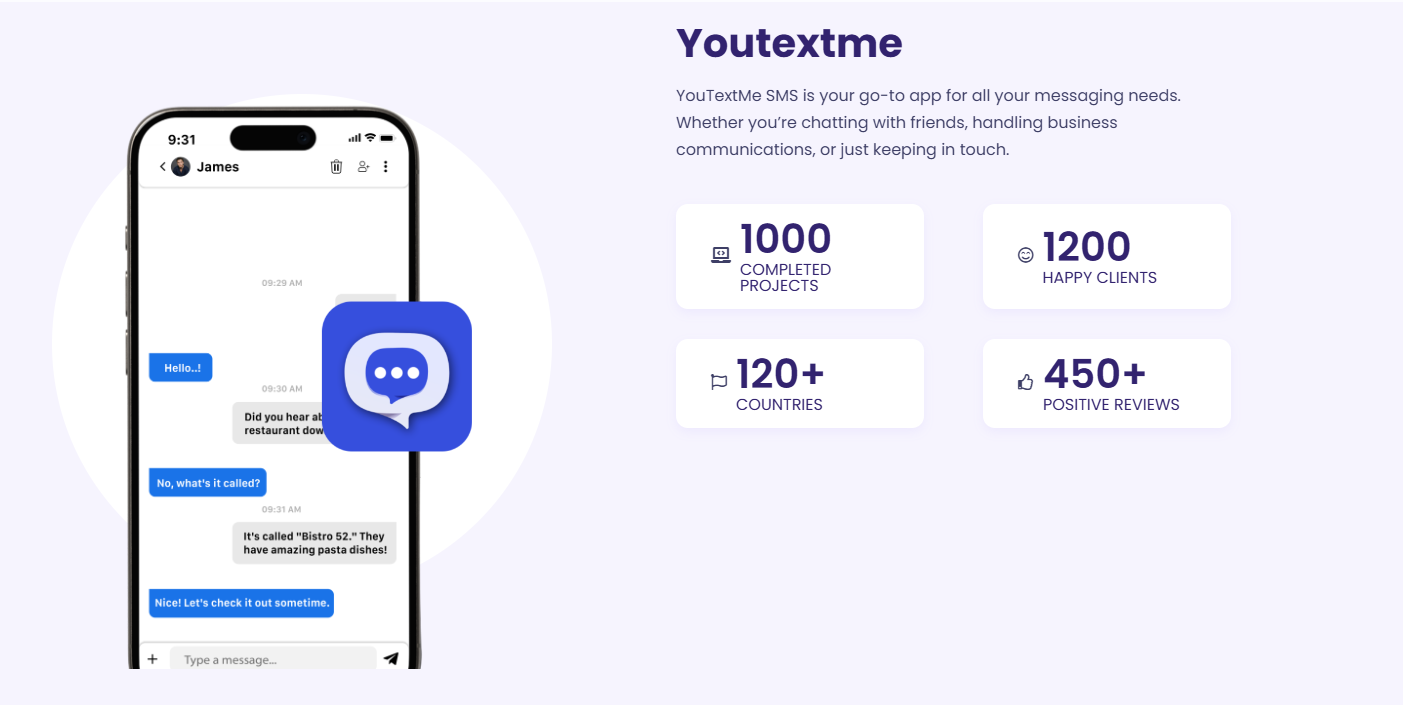 Youtextme
YouTextMe SMS is your go-to app for all your messaging needs.
Whether you’re chatting with friends, handling business
communications, or just keeping in touch.
1000
COMPLETED
PROJECTS
1200
HAPPY CLIENTS
120+
COUNTRIES
450+
POSITIVE REVIEWS
9:31
James
09:29 AM
Hello..!
09:30 AM
Did you hear
restaurant
No, what's it called?
09:31 AM
It's called "Bistro 52." They
have amazing pasta dishes!
Nice! Let's check it out sometime.
Type a message...